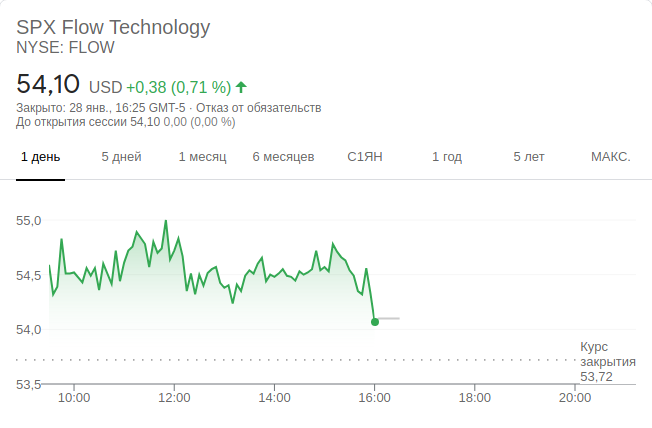 SPX Flow Technology
NYSE: FLOW
54,10 USD +0,38 (0,71 %)
Закрыто: 28 янв., 16:25 GMT-5 · Отказ от обязательств
До открытия сессии 54,10 0,00 (0,00 %)
1 день 5 дней 1 месяц 6 месяцев С1ЯН 1 год 5 лет МАКС.
55,0
54,5
54,0
Курс
закрытия
53,72
53,5
10:00 12:00 14:00 16:00 18:00 20:00